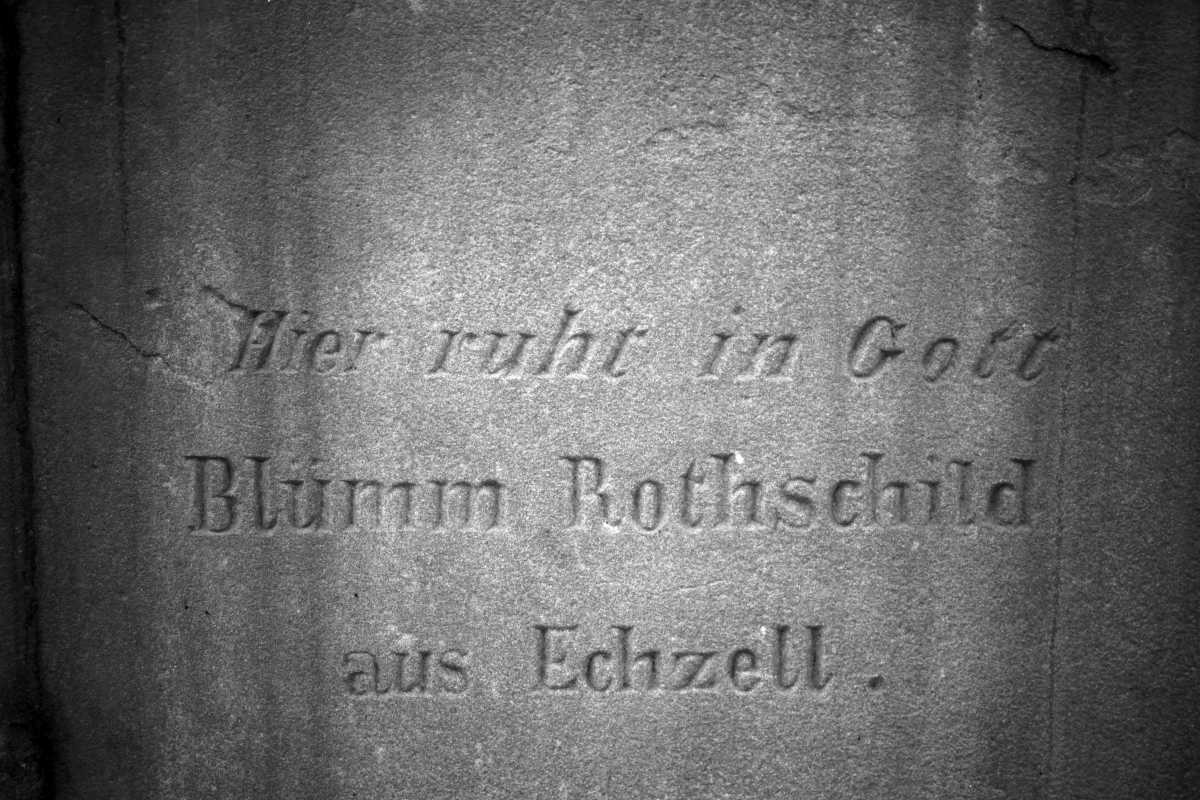 Hier ruht in Gott
Blümm Rothschild
aus Echzell.